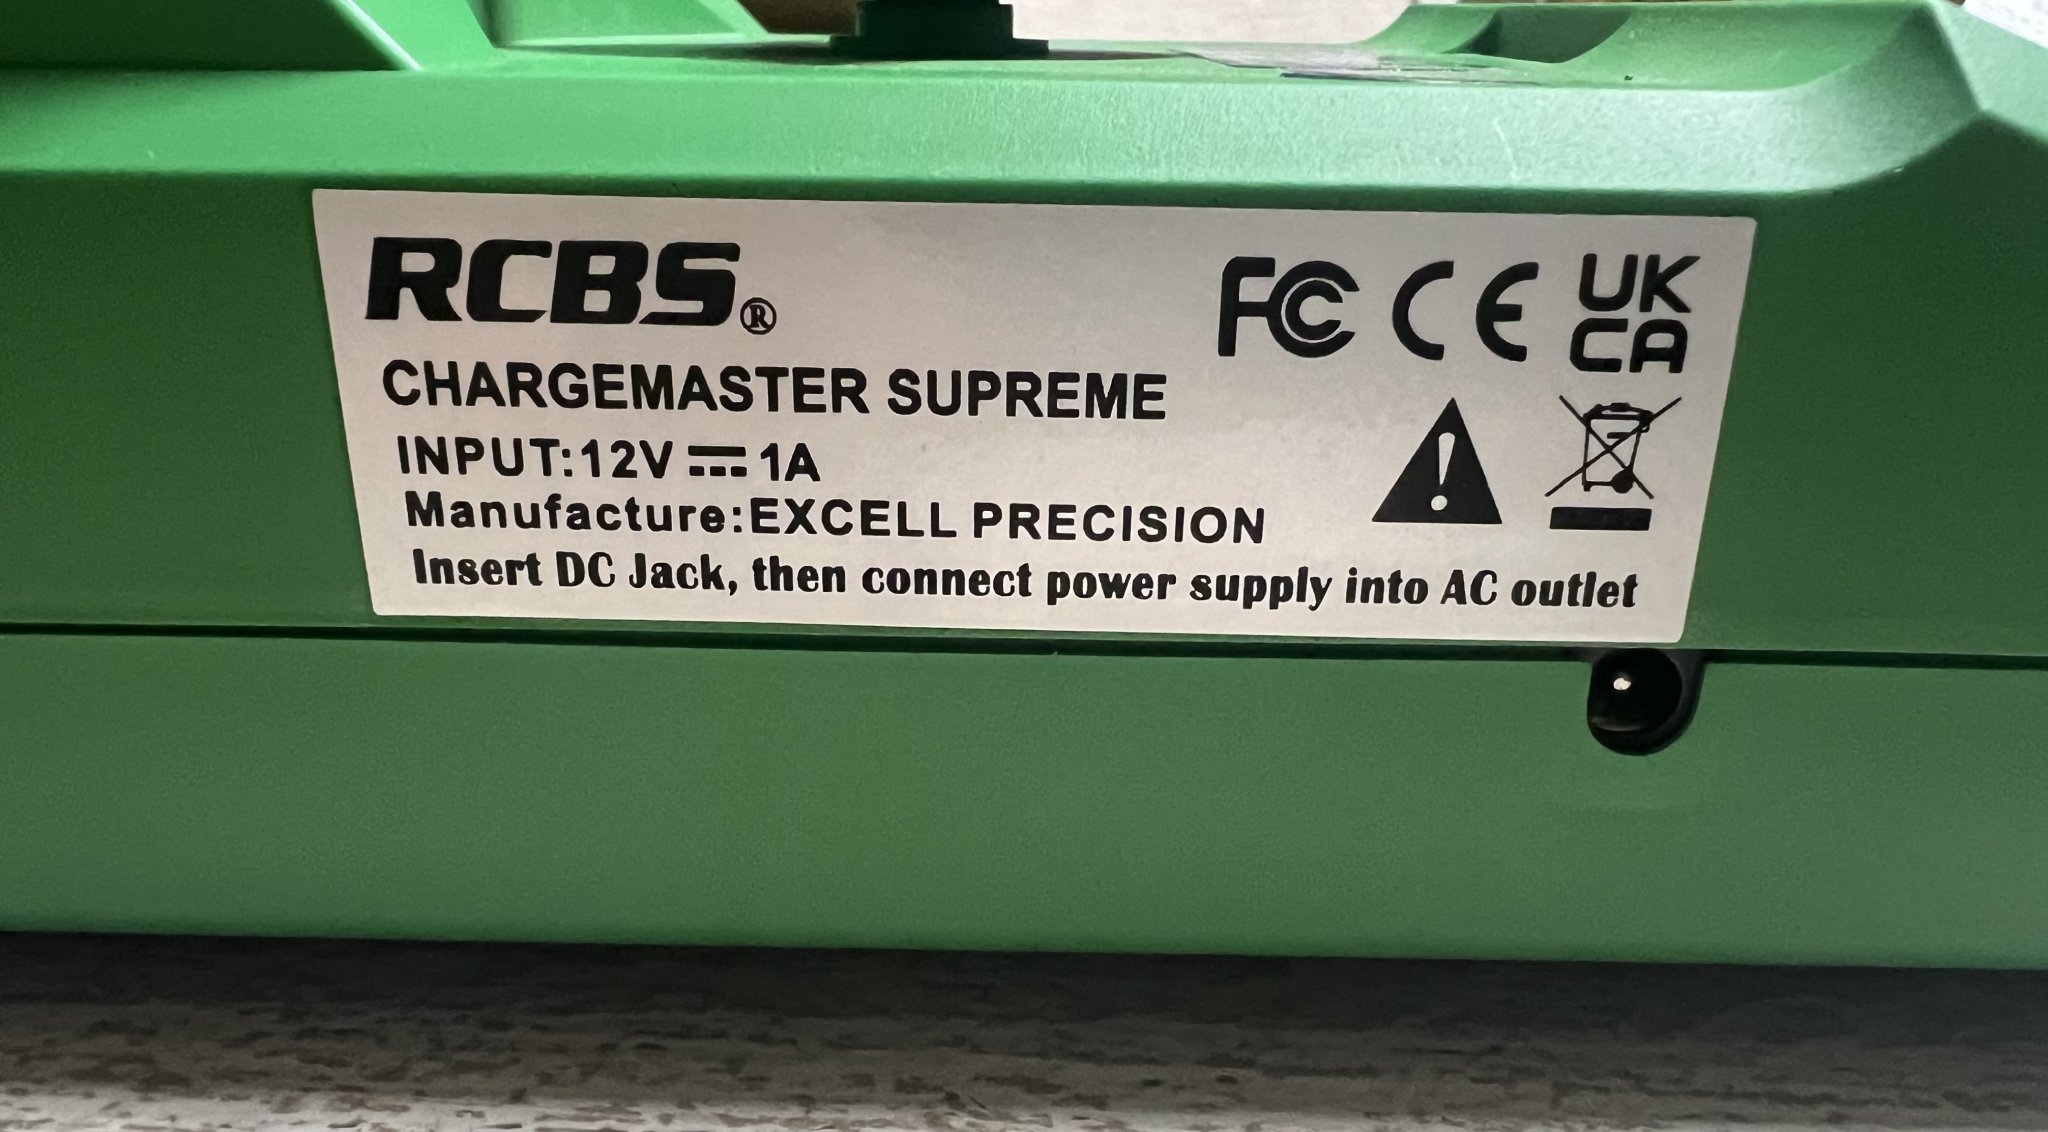 RCBS®
FC CE UK
CA
CHARGEMASTER SUPREME
INPUT:12V⎓1A
Manufacture:EXCELL PRECISION
Insert DC Jack, then connect power supply into AC outlet